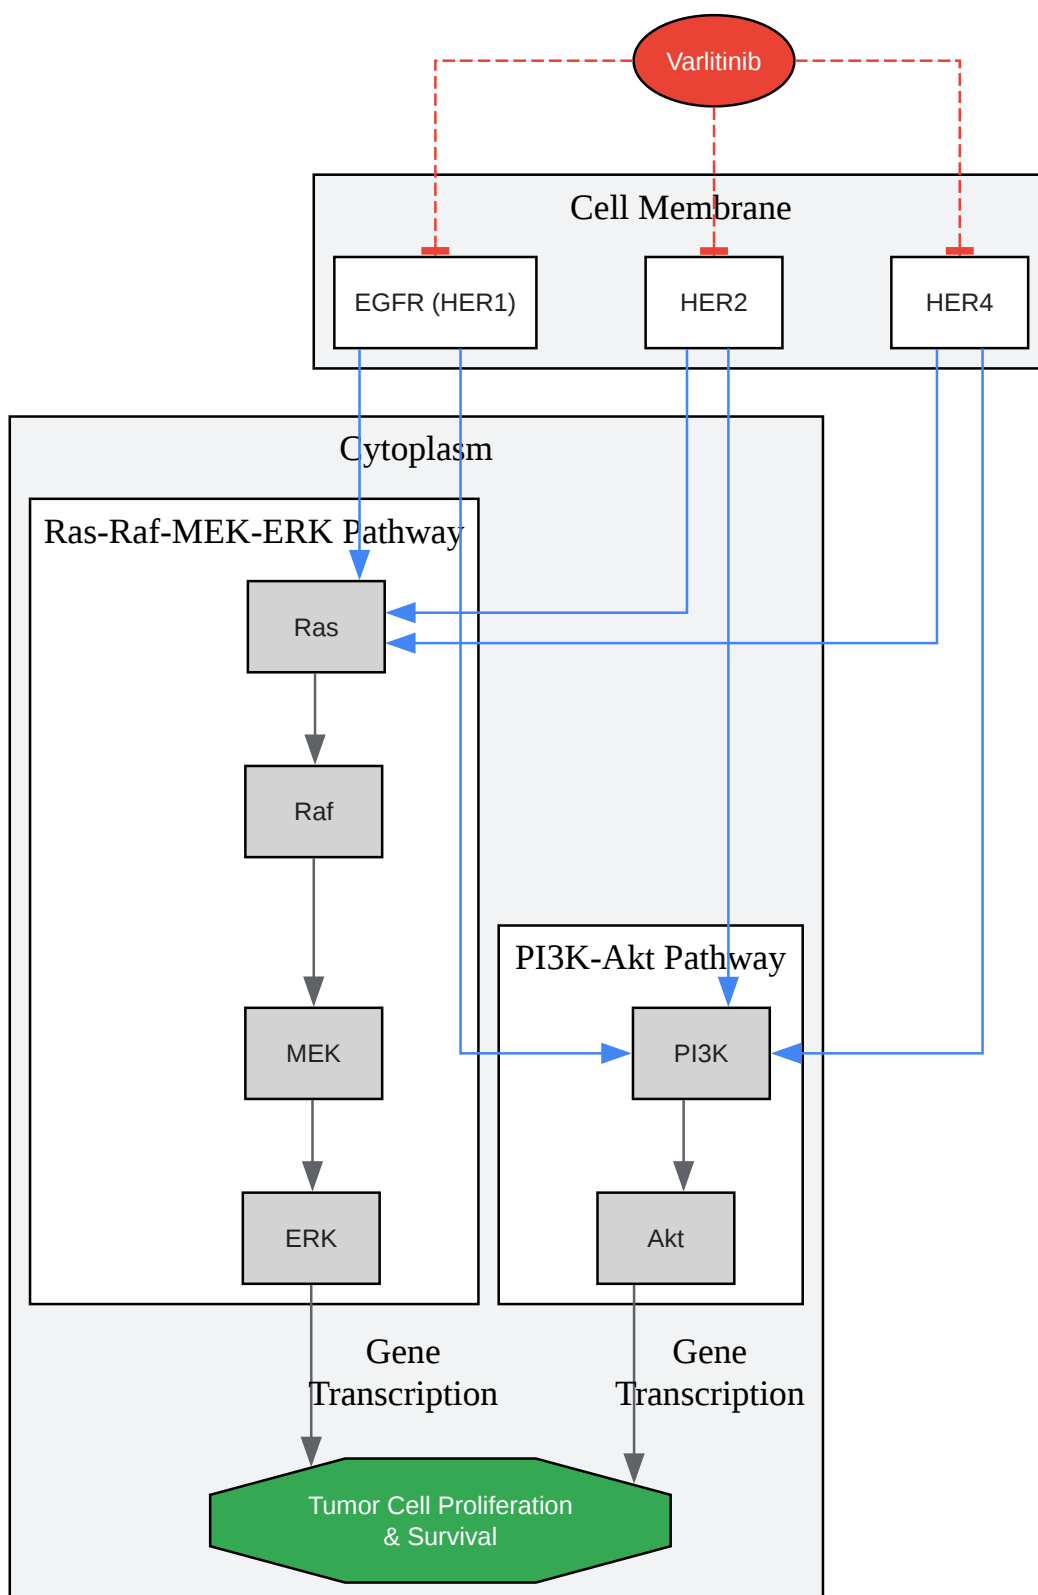 Varlitinib
Cell Membrane
EGFR (HER1)
HER2
HER4
Cytoplasm
Ras-Raf-MEK-ERK Pathway
Ras
Raf
PI3K-Akt Pathway
MEK
PI3K
ERK
Akt
Gene
Transcription
Gene
Transcription
Tumor Cell Proliferation
& Survival